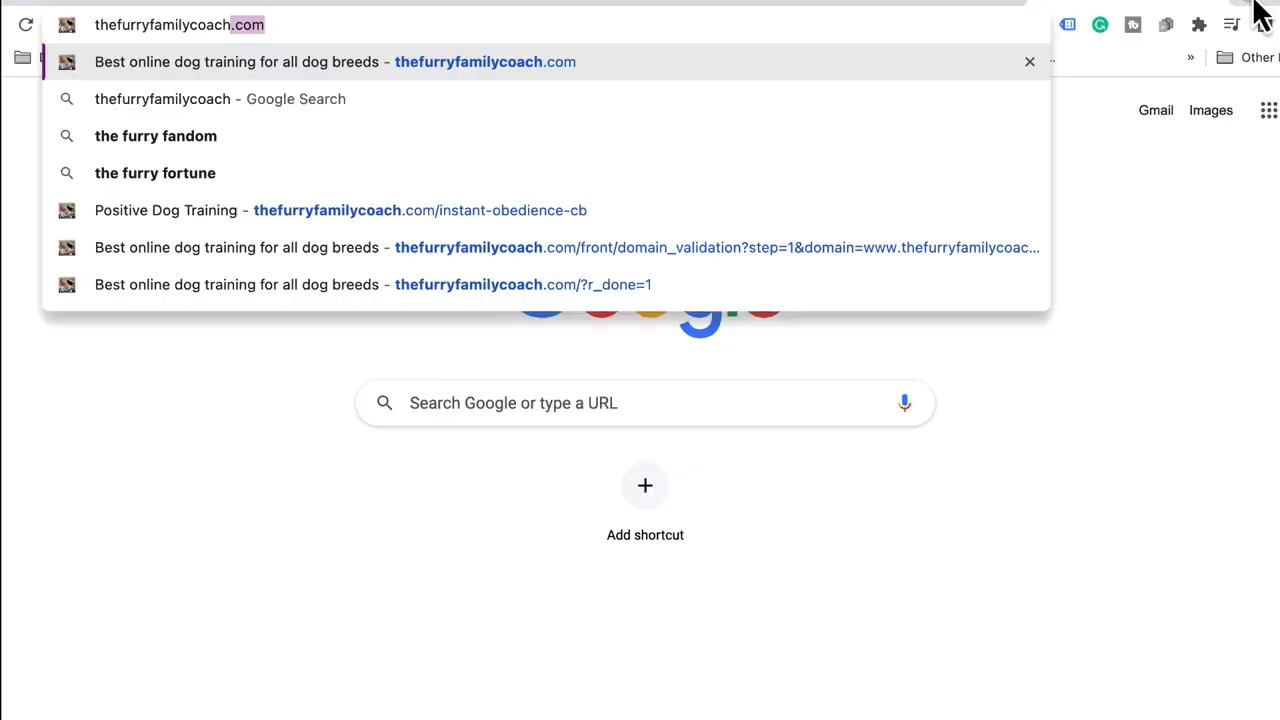 thefurryfamilycoach.com
Best online dog training for all dog breeds - thefurryfamilycoach.com
thefurryfamilycoach - Google Search
the furry fandom
the furry fortune
Positive Dog Training - thefurryfamilycoach.com/instant-obedience-cb
Best online dog training for all dog breeds - thefurryfamilycoach.com/front/domain_validation?step=1&domain=www.thefurryfamilycoac...
Best online dog training for all dog breeds - thefurryfamilycoach.com/?r_done=1
» Other
Gmail Images
Search Google or type a URL
Add shortcut